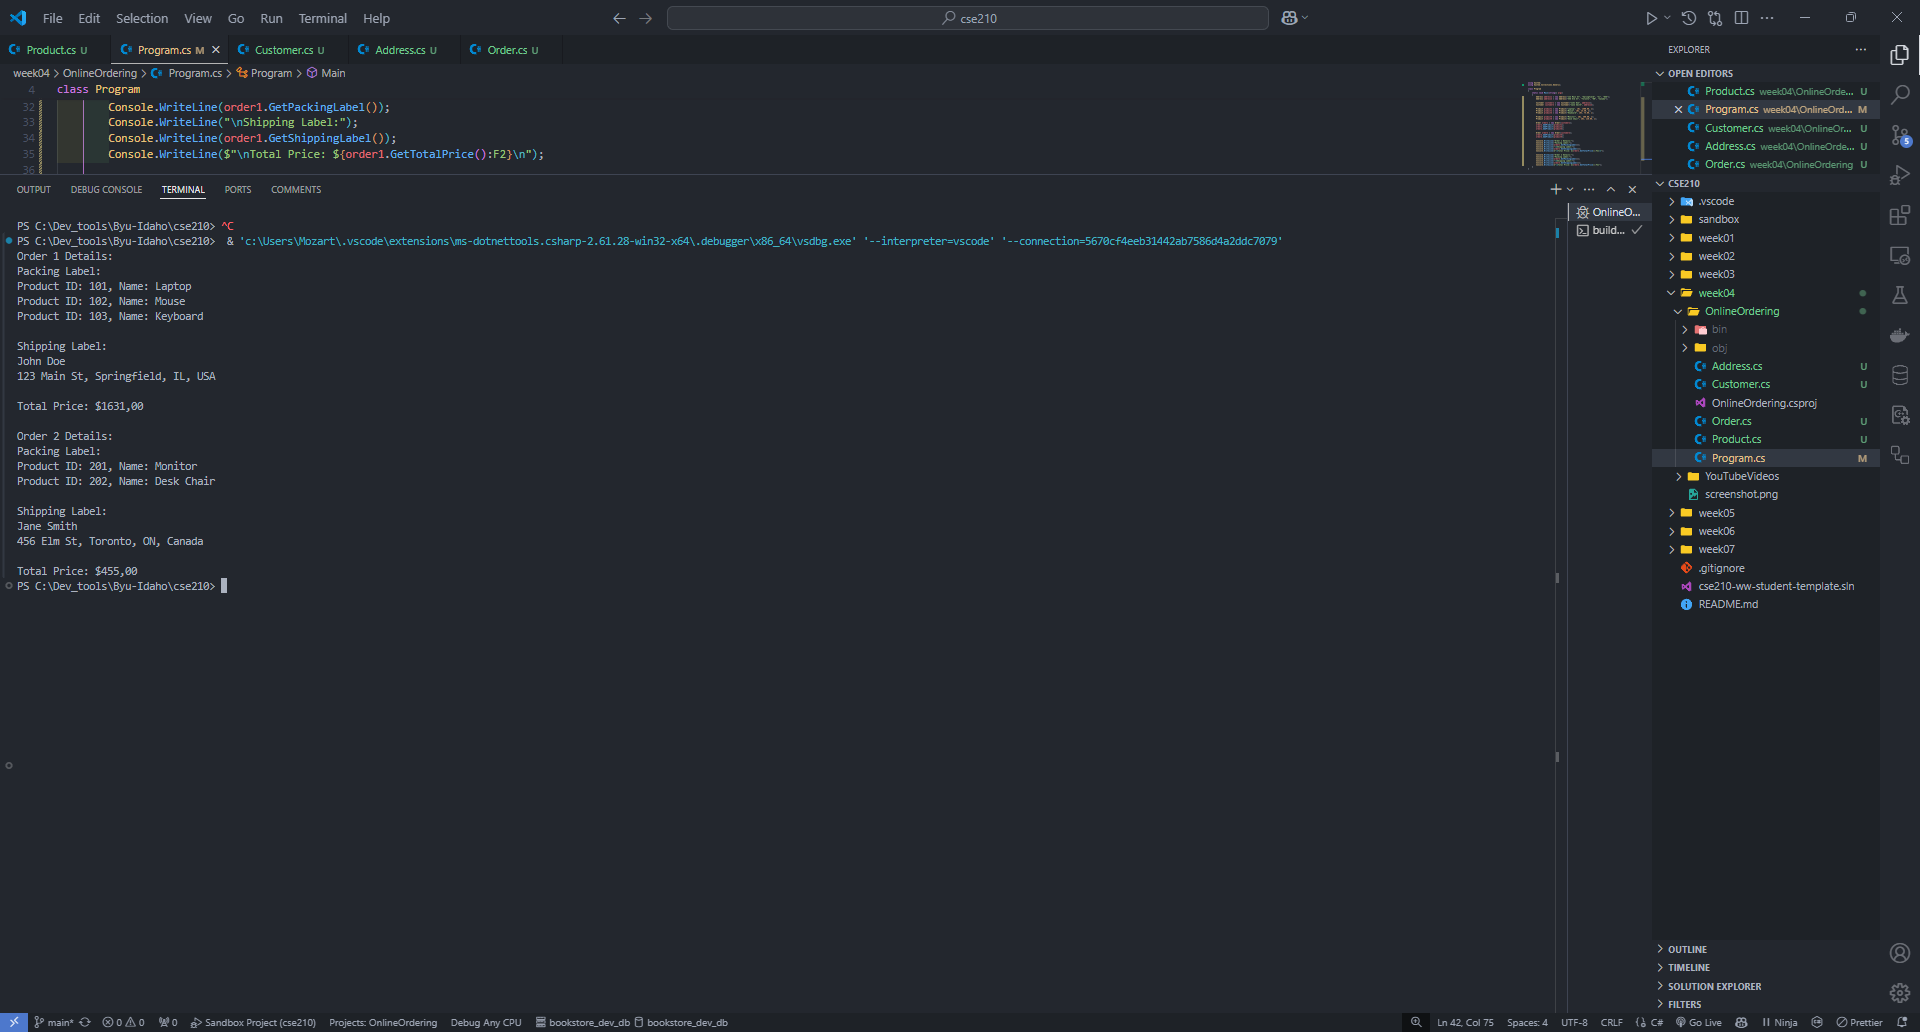 File Edit Selection View Go Run Terminal Help
cse210
Product.cs U
Program.cs M
Customer.cs U
Address.cs U
Order.cs U
week04 > OnlineOrdering > Program.cs > Program > Main
4 class Program
32 Console.WriteLine(order1.GetPackingLabel());
33 Console.WriteLine("\nShipping Label:");
34 Console.WriteLine(order1.GetShippingLabel());
35 Console.WriteLine($"\nTotal Price: ${order1.GetTotalPrice():F2}\n");
36
OUTPUT DEBUG CONSOLE TERMINAL PORTS COMMENTS
PS C:\Dev_tools\Byu-Idaho\cse210> ^C
PS C:\Dev_tools\Byu-Idaho\cse210> & 'c:\Users\Mozart\.vscode\extensions\ms-dotnettools.csharp-2.61.28-win32-x64\.debugger\x86_64\vsdbg.exe' '--interpreter=vscode' '--connection=5670cf4eeb31442ab7586d4a2ddc7079'
Order 1 Details:
Packing Label:
Product ID: 101, Name: Laptop
Product ID: 102, Name: Mouse
Product ID: 103, Name: Keyboard
Shipping Label:
John Doe
123 Main St, Springfield, IL, USA
Total Price: $1631,00
Order 2 Details:
Packing Label:
Product ID: 201, Name: Monitor
Product ID: 202, Name: Desk Chair
Shipping Label:
Jane Smith
456 Elm St, Toronto, ON, Canada
Total Price: $455,00
PS C:\Dev_tools\Byu-Idaho\cse210>
OnlineO...
build...
EXPLORER
OPEN EDITORS
Product.cs week04\OnlineOrde... U
Program.cs week04\OnlineOrd... M
Customer.cs week04\OnlineOr... U
Address.cs week04\OnlineOrde... U
Order.cs week04\OnlineOrdering U
CSE210
.vscode
sandbox
week01
week02
week03
week04
OnlineOrdering
bin
obj
Address.cs U
Customer.cs U
OnlineOrdering.csproj
Order.cs U
Product.cs U
Program.cs M
YouTubeVideos
screenshot.png
week05
week06
week07
.gitignore
cse210-ww-student-template.sln
README.md
OUTLINE
TIMELINE
SOLUTION EXPLORER
FILTERS
5
main* 0 0 0 Sandbox Project (cse210) Projects: OnlineOrdering Debug Any CPU bookstore_dev_db bookstore_dev_db
Ln 42, Col 75 Spaces: 4 UTF-8 CRLF {} C# Go Live Ninja Prettier